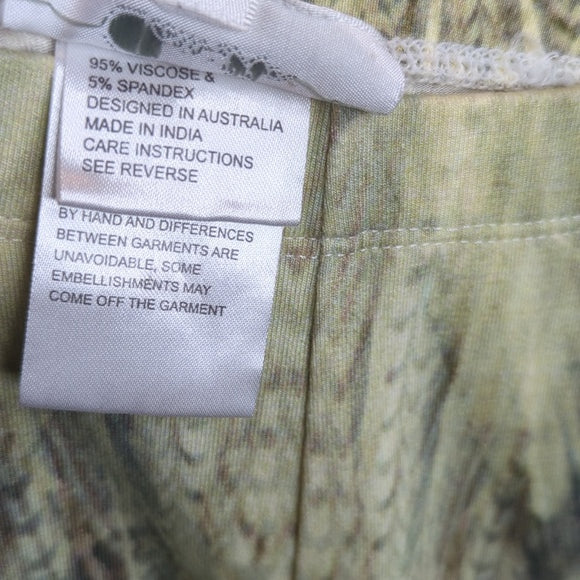 95% VISCOSE &
5% SPANDEX
DESIGNED IN AUSTRALIA
MADE IN INDIA
CARE INSTRUCTIONS
SEE REVERSE
BY HAND AND DIFFERENCES
BETWEEN GARMENTS ARE
UNAVOIDABLE, SOME
EMBELLISHMENTS MAY
COME OFF THE GARMENT